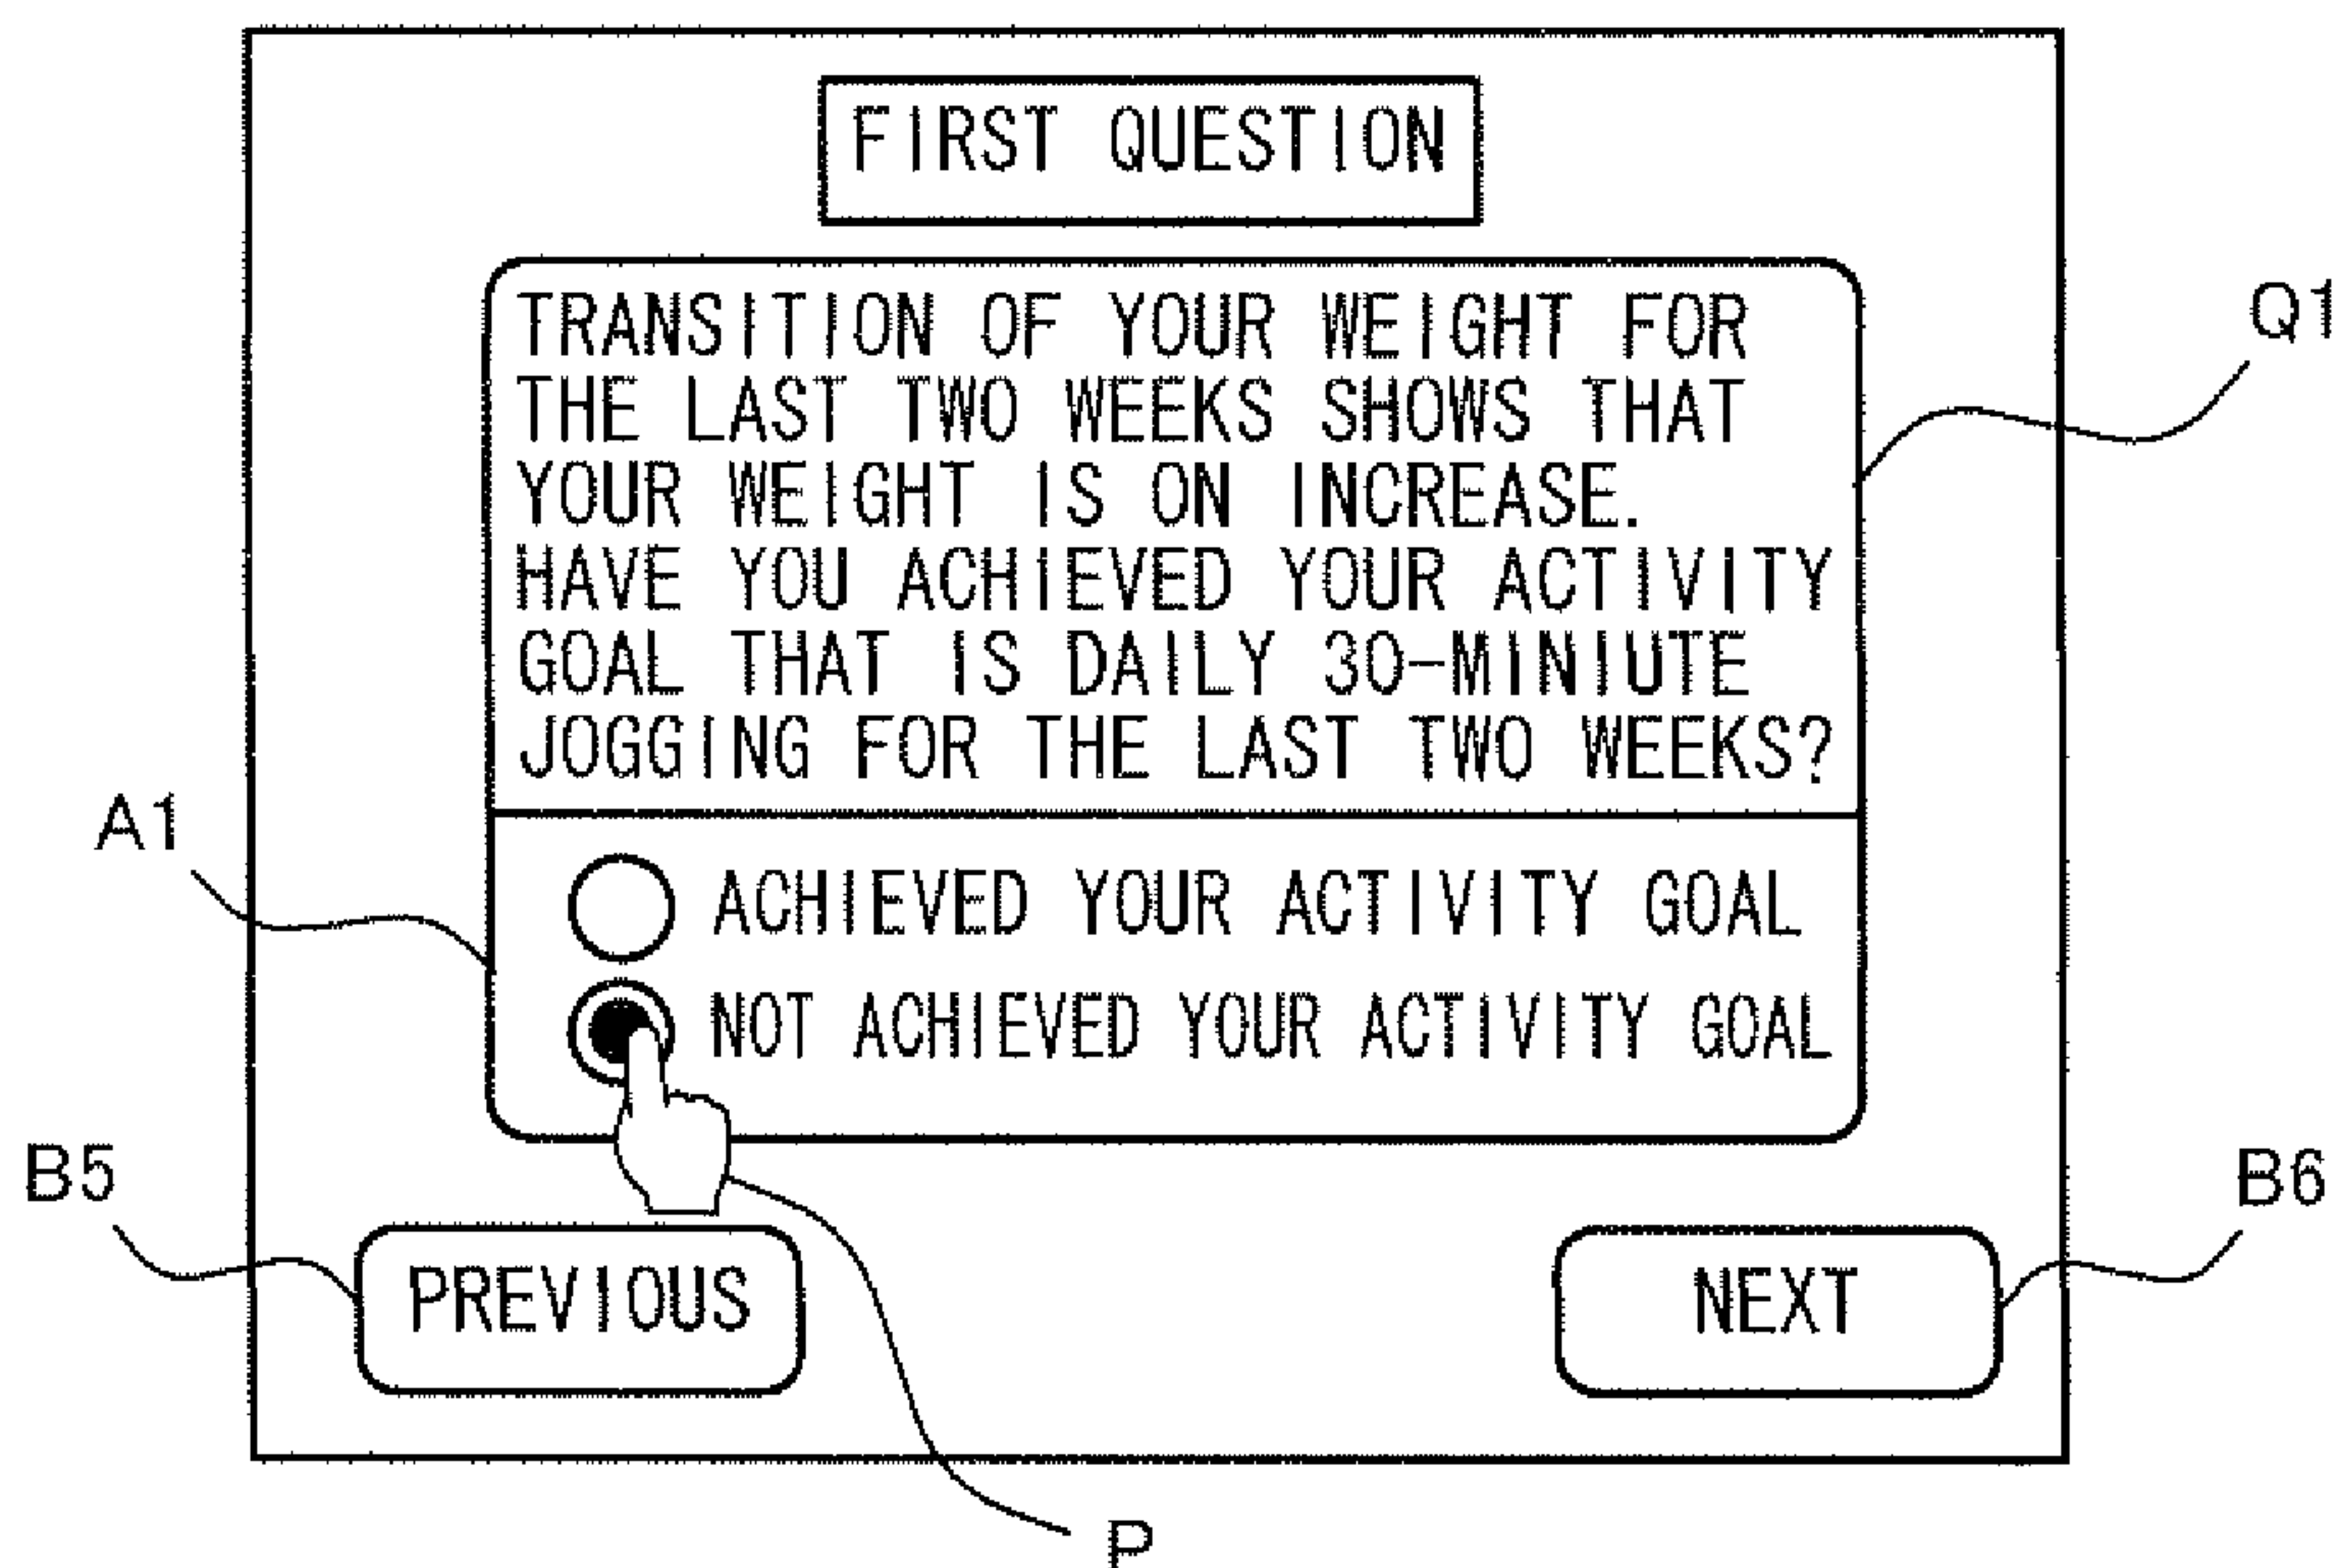 FIRST QUESTION
TRANSITION OF YOUR WEIGHT FOR
THE LAST TWO WEEKS SHOWS THAT
YOUR WEIGHT IS ON INCREASE.
HAVE YOU ACHIEVED YOUR ACTIVITY
GOAL THAT IS DAILY 30-MINIUTE
JOGGING FOR THE LAST TWO WEEKS?
Q1
A1
ACHIEVED YOUR ACTIVITY GOAL
NOT ACHIEVED YOUR ACTIVITY GOAL
B5
B6
PREVIOUS
NEXT
P